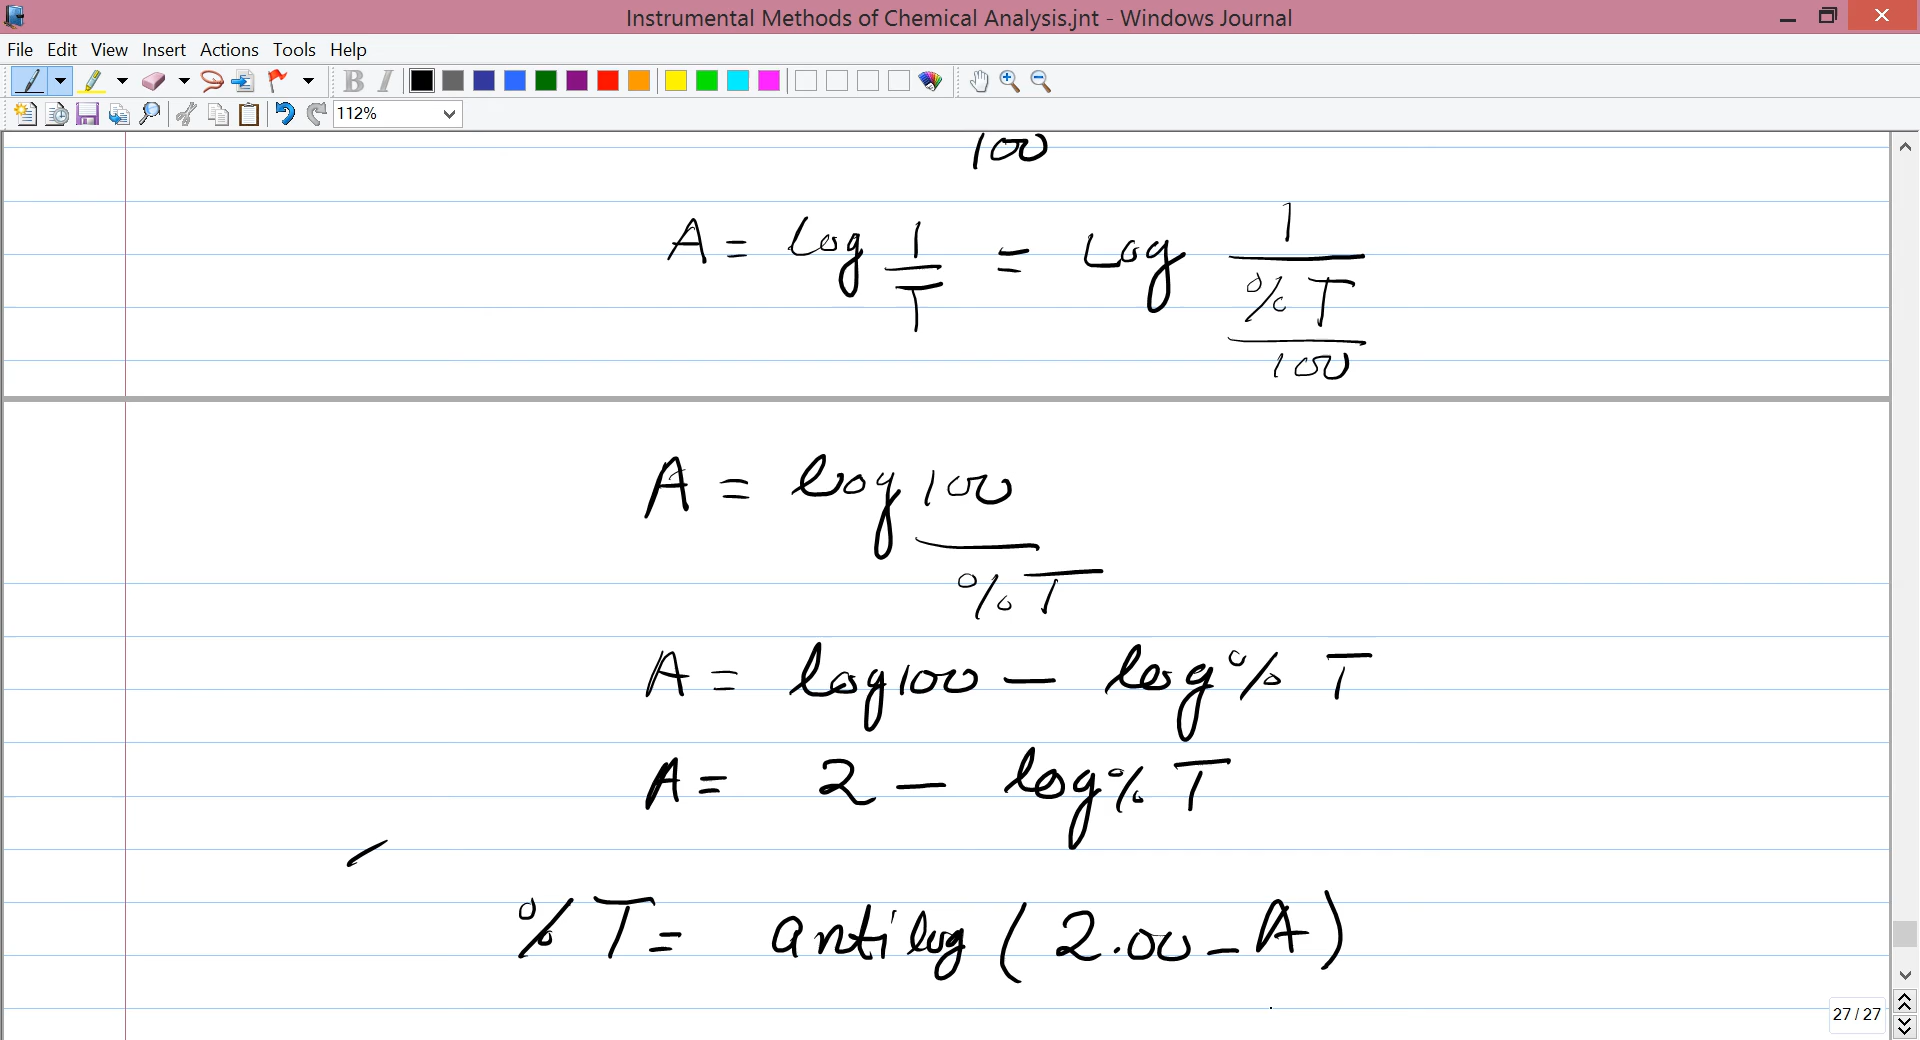 Instrumental Methods of Chemical Analysis.jnt - Windows Journal
File Edit View Insert Actions Tools Help
B I
112%
100
A = log 1/T = Log 1/(% T/100)
A = log 100/% T
A = log 100 - log % T
A = 2 - log % T
% T = antilog ( 2.00 - A )
27 / 27